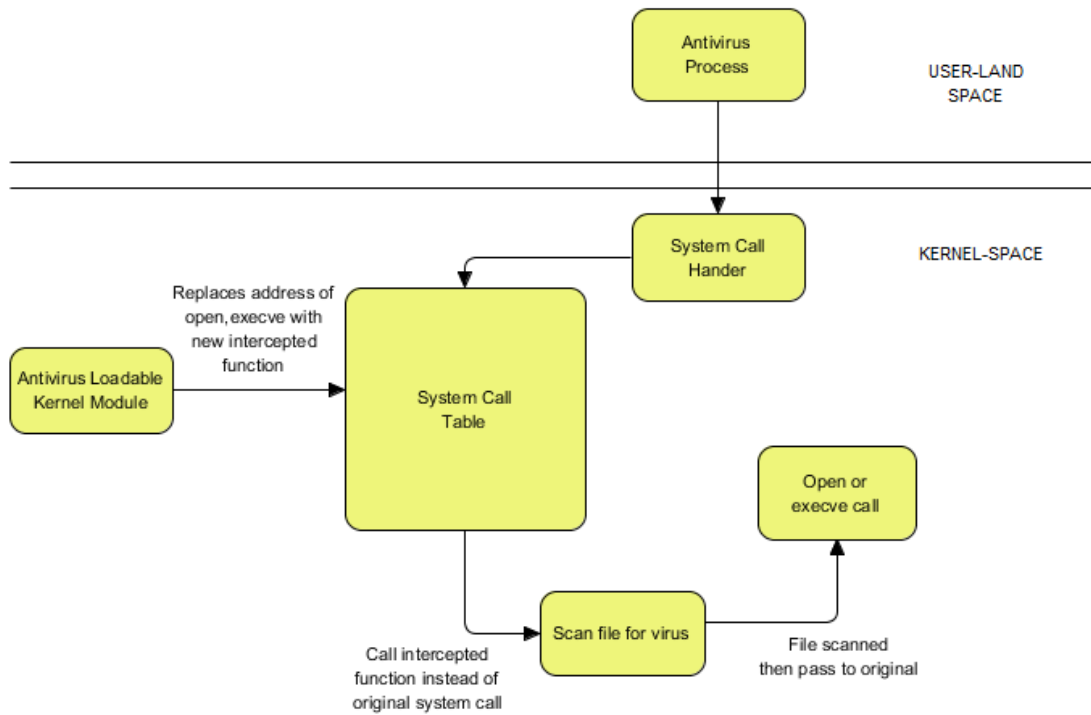 Antivirus
Process
USER-LAND
SPACE
System Call
Hander
KERNEL-SPACE
Replaces address of
open,execve with
new intercepted
function
Antivirus Loadable
Kernel Module
System Call
Table
Open or
execve call
Scan file for virus
Call intercepted
function instead of
original system call
File scanned
then pass to original